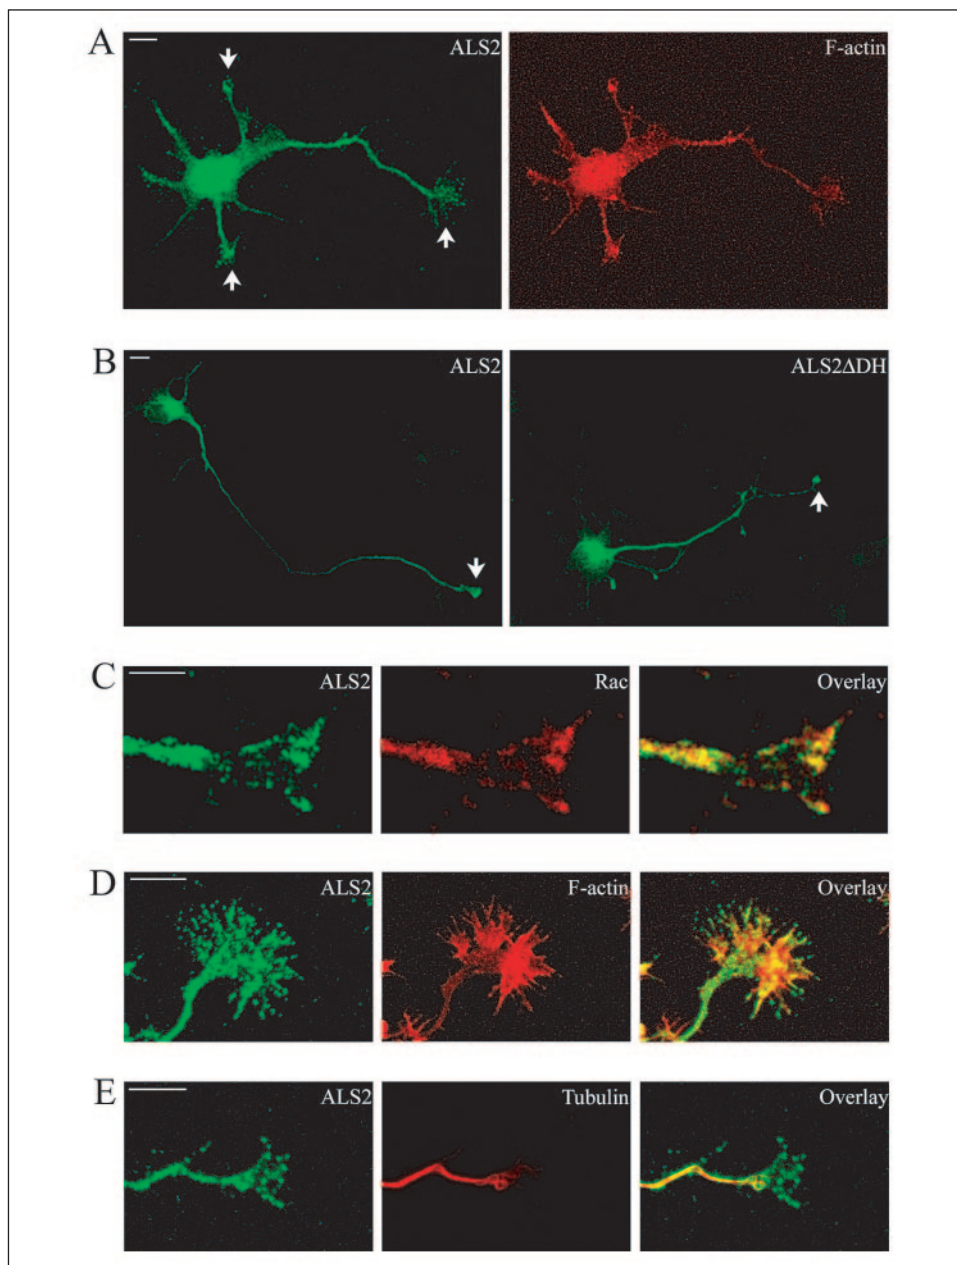 A ALS2 F-actin
B ALS2 ALS2ΔDH
C ALS2 Rac Overlay
D ALS2 F-actin Overlay
E ALS2 Tubulin Overlay